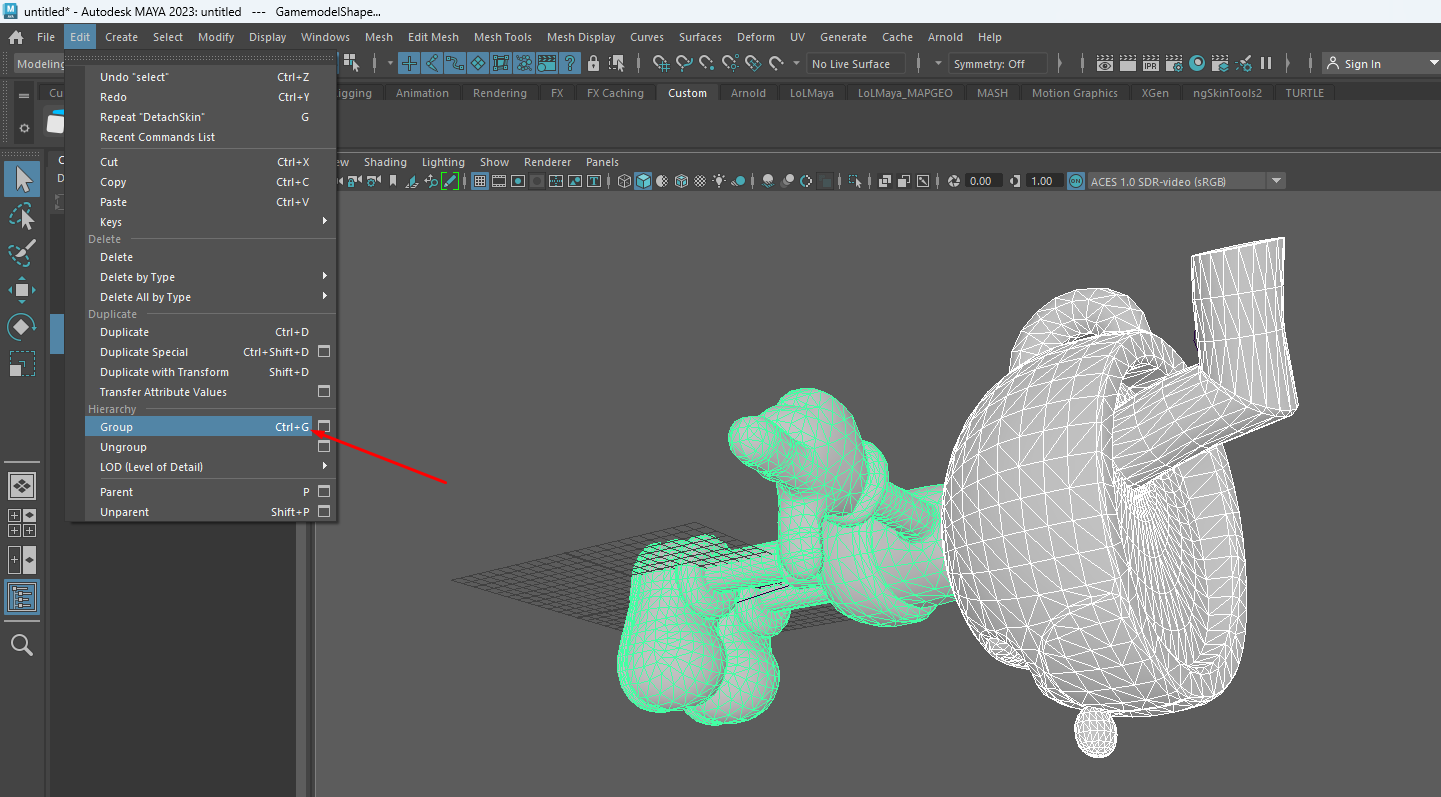 untitled* - Autodesk MAYA 2023: untitled --- GamemodelShape...
File Edit Create Select Modify Display Windows Mesh Edit Mesh Mesh Tools Mesh Display Curves Surfaces Deform UV Generate Cache Arnold Help
Modeling No Live Surface Symmetry: Off IPR Sign In
Cu igging Animation Rendering FX FX Caching Custom Arnold LoLMaya LoLMaya_MAPGEO MASH Motion Graphics XGen ngSkinTools2 TURTLE
ew Shading Lighting Show Renderer Panels
0.00 1.00 ON ACES 1.0 SDR-video (sRGB)
Undo "select" Ctrl+Z
Redo Ctrl+Y
Repeat "DetachSkin" G
Recent Commands List
Cut Ctrl+X
Copy Ctrl+C
Paste Ctrl+V
Keys
Delete
Delete
Delete by Type
Delete All by Type
Duplicate
Duplicate Ctrl+D
Duplicate Special Ctrl+Shift+D
Duplicate with Transform Shift+D
Transfer Attribute Values
Hierarchy
Group Ctrl+G
Ungroup
LOD (Level of Detail)
Parent P
Unparent Shift+P